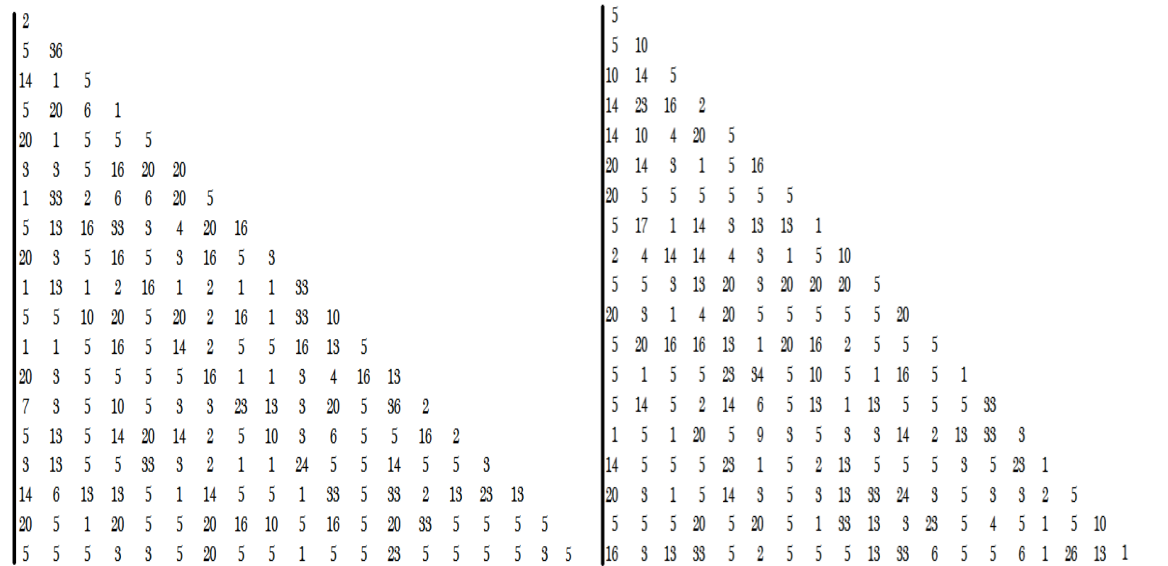 2
5 36
14 1 5
5 20 6 1
20 1 5 5 5
3 3 5 16 20 20
1 33 2 6 6 20 5
5 13 16 33 3 4 20 16
20 3 5 16 5 3 16 5 3
1 13 1 2 16 1 2 1 1 33
5 5 10 20 5 20 2 16 1 33 10
1 1 5 16 5 14 2 5 5 16 13 5
20 3 5 5 5 5 16 1 1 3 4 16 13
7 3 5 10 5 3 3 23 13 3 20 5 36 2
5 13 5 14 20 14 2 5 10 3 6 5 5 16 2
3 13 5 5 33 3 2 1 1 24 5 5 14 5 5 3
14 6 13 13 5 1 14 5 5 1 33 5 33 2 13 23 13
20 5 1 20 5 5 20 16 10 5 16 5 20 33 5 5 5 5
5 5 5 3 3 5 20 5 5 1 5 5 23 5 5 5 5 3 5
5
5 10
10 14 5
14 23 16 2
14 10 4 20 5
20 14 3 1 5 16
20 5 5 5 5 5 5
5 17 1 14 3 13 13 1
2 4 14 14 4 3 1 5 10
5 5 3 13 20 3 20 20 20 5
20 3 1 4 20 5 5 5 5 5 20
5 20 16 16 13 1 20 16 2 5 5 5
5 1 5 5 23 34 5 10 5 1 16 5 1
5 14 5 2 14 6 5 13 1 13 5 5 5 33
1 5 1 20 5 9 3 5 3 3 14 2 13 33 3
14 5 5 5 23 1 5 2 13 5 5 5 3 5 23 1
20 3 1 5 14 3 5 3 13 33 24 3 5 3 3 2 5
5 5 5 20 5 20 5 1 33 13 3 23 5 4 5 1 5 10
16 3 13 33 5 2 5 5 5 13 33 6 5 5 6 1 26 13 1